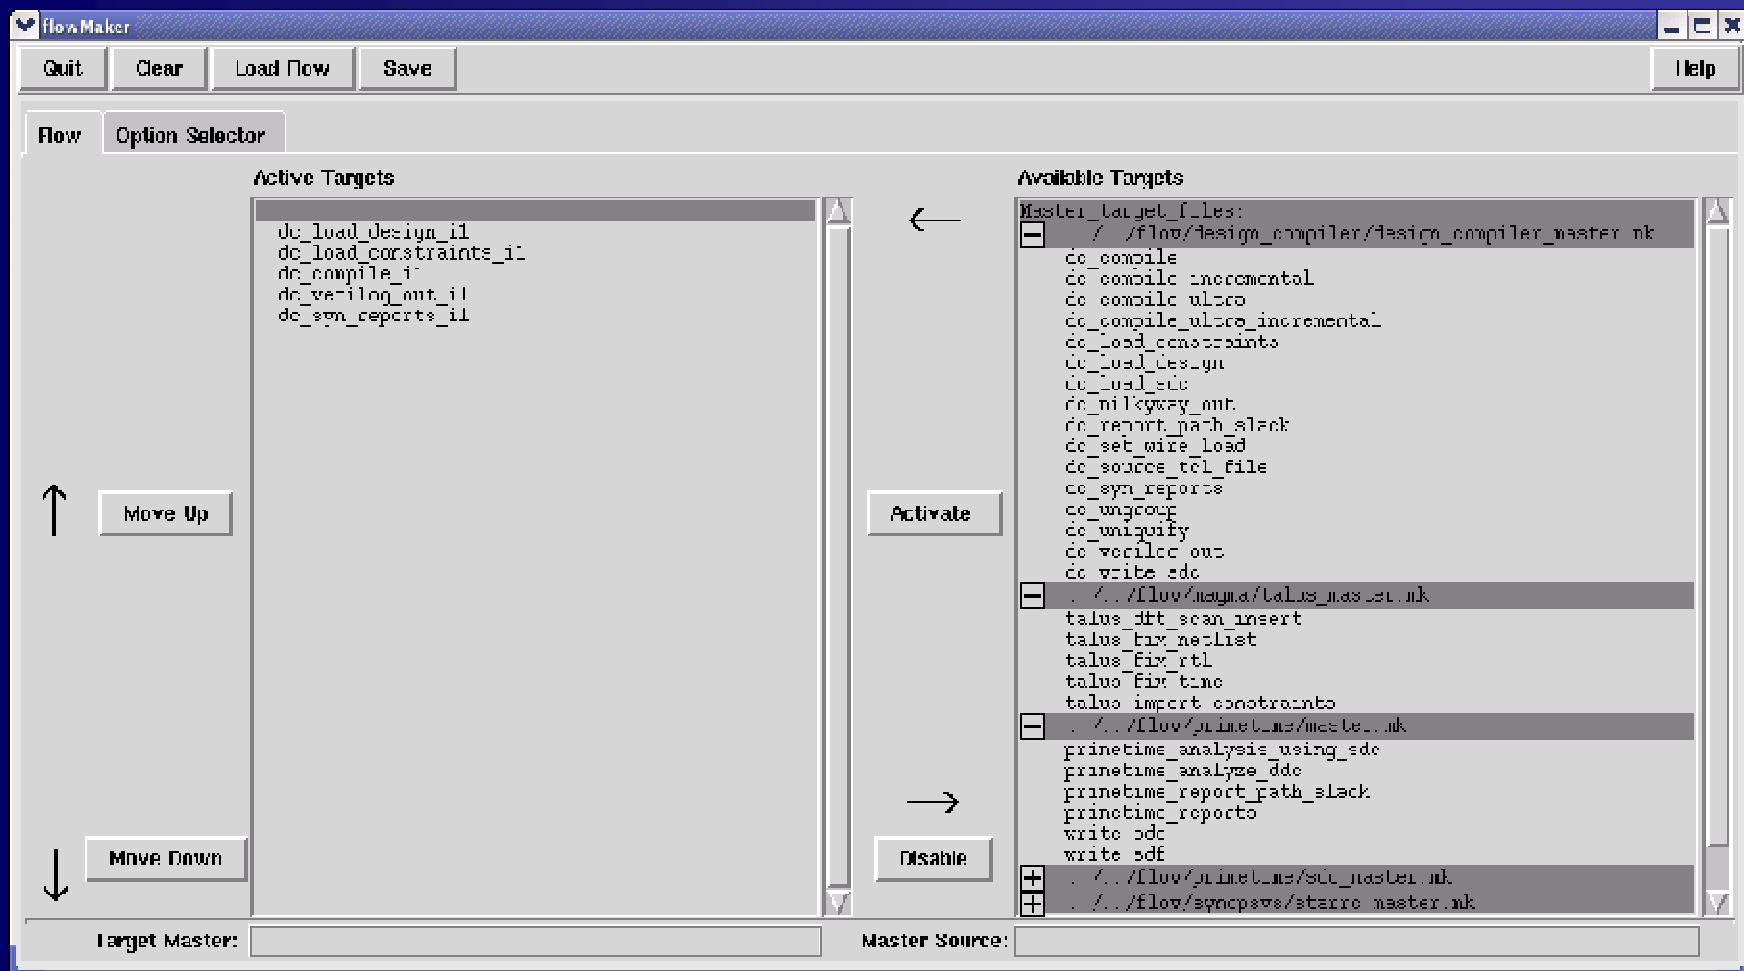 flowMaker
Quit Clear Load Flow Save Help
Flow Option Selector
Active Targets
dc_load_design_i1
dc_load_constraints_i1
dc_compile_i1
dc_verilog_out_i1
dc_syn_reports_i1
Move Up
Move Down
Activate
Disable
Available Targets
Master_target_files:
../../flow/design_compiler/design_compiler_master.mk
dc_compile
dc_compile_incremental
dc_compile_ultra
dc_compile_ultra_incremental
dc_load_constraints
dc_load_design
dc_load_sdc
dc_milkyway_out
dc_report_path_slack
dc_set_wire_load
dc_source_tcl_file
dc_syn_reports
dc_ungroup
dc_uniquify
dc_verilog_out
dc_write_sdc
../../flow/magma/talus_master.mk
talus_dft_scan_insert
talus_fix_netlist
talus_fix_rtl
talus_fix_time
talus_import_constraints
../../flow/primetime/master.mk
primetime_analysis_using_sdc
primetime_analyze_ddc
primetime_report_path_slack
primetime_reports
write_sdc
write_sdf
../../flow/primetime/sdc_master.mk
../../flow/synopsys/starrc_master.mk
Target Master:
Master Source: